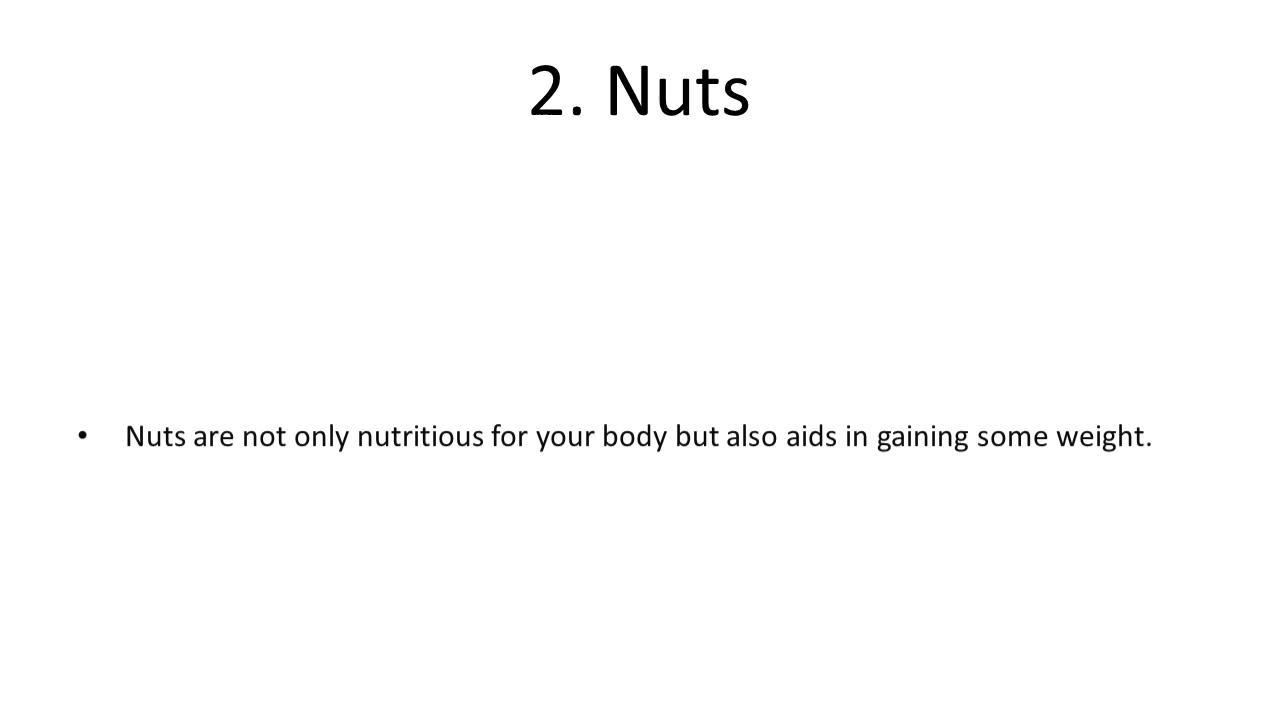 2. Nuts
• Nuts are not only nutritious for your body but also aids in gaining some weight.